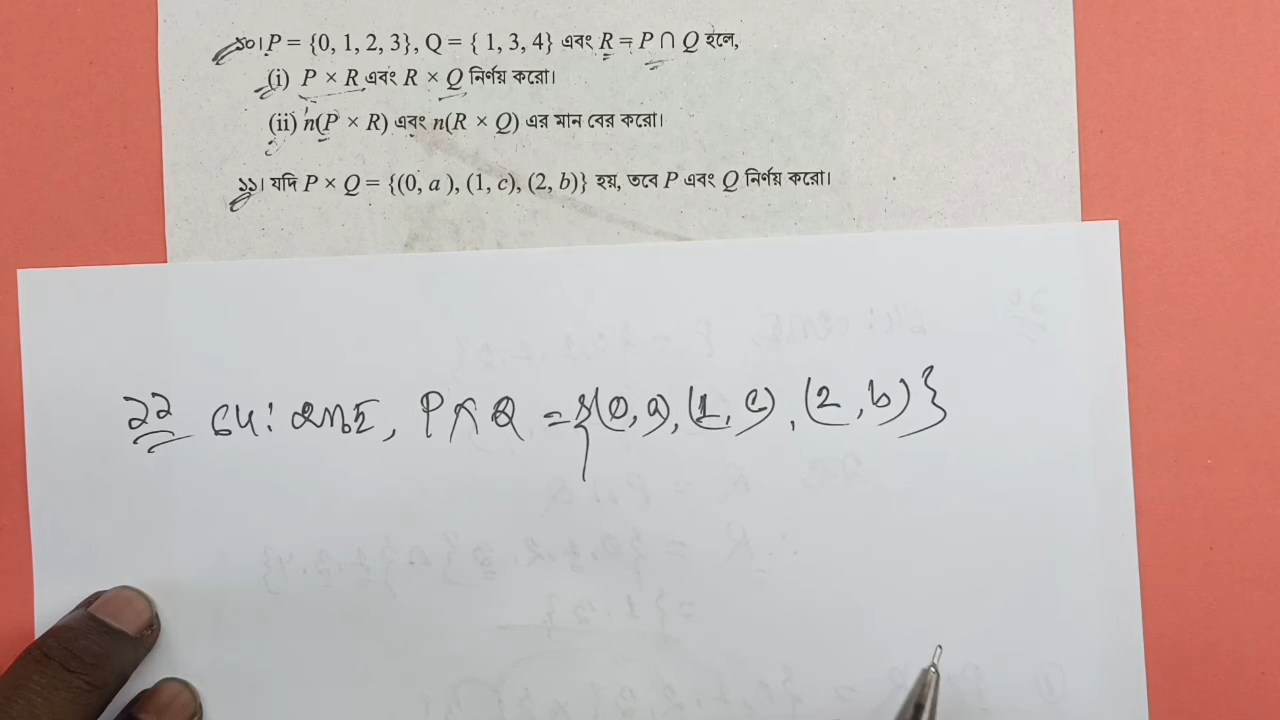 ১০। P = {0, 1, 2, 3}, Q = { 1, 3, 4} এবং R = P ∩ Q হলে,
(i) P × R এবং R × Q নির্ণয় করো।
(ii) n(P × R) এবং n(R × Q) এর মান বের করো।
১১। যদি P × Q = {(0, a ), (1, c), (2, b)} হয়, তবে P এবং Q নির্ণয় করো।
১১ দে: আছে, P × Q = {(0, a), (1, c), (2, b)}